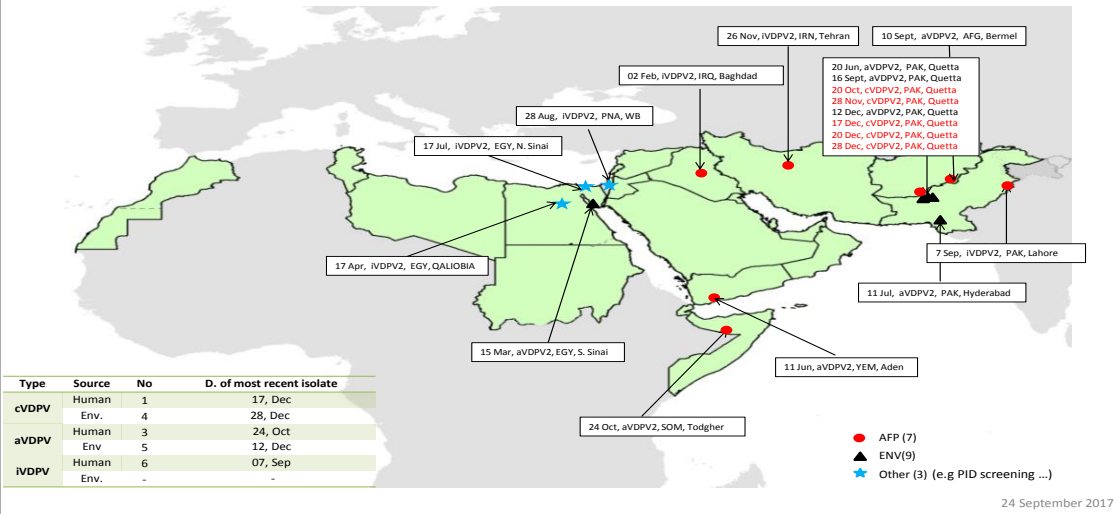 26 Nov, iVDPV2, IRN, Tehran
10 Sept, aVDPV2, AFG, Bermel
02 Feb, iVDPV2, IRQ, Baghdad
20 Jun, aVDPV2, PAK, Quetta
16 Sept, aVDPV2, PAK, Quetta
20 Oct, cVDPV2, PAK, Quetta
28 Nov, cVDPV2, PAK, Quetta
12 Dec, aVDPV2, PAK, Quetta
17 Dec, cVDPV2, PAK, Quetta
20 Dec, cVDPV2, PAK, Quetta
28 Dec, cVDPV2, PAK, Quetta
28 Aug, iVDPV2, PNA, WB
17 Jul, iVDPV2, EGY, N. Sinai
17 Apr, iVDPV2, EGY, QALIOBIA
7 Sep, iVDPV2, PAK, Lahore
11 Jul, aVDPV2, PAK, Hyderabad
15 Mar, aVDPV2, EGY, S. Sinai
11 Jun, aVDPV2, YEM, Aden
24 Oct, aVDPV2, SOM, Todgher
Type Source No D. of most recent isolate
cVDPV Human 1 17, Dec
Env. 4 28, Dec
aVDPV Human 3 24, Oct
Env 5 12, Dec
iVDPV Human 6 07, Sep
Env. - -
AFP (7)
ENV(9)
Other (3) (e.g PID screening ...)
24 September 2017